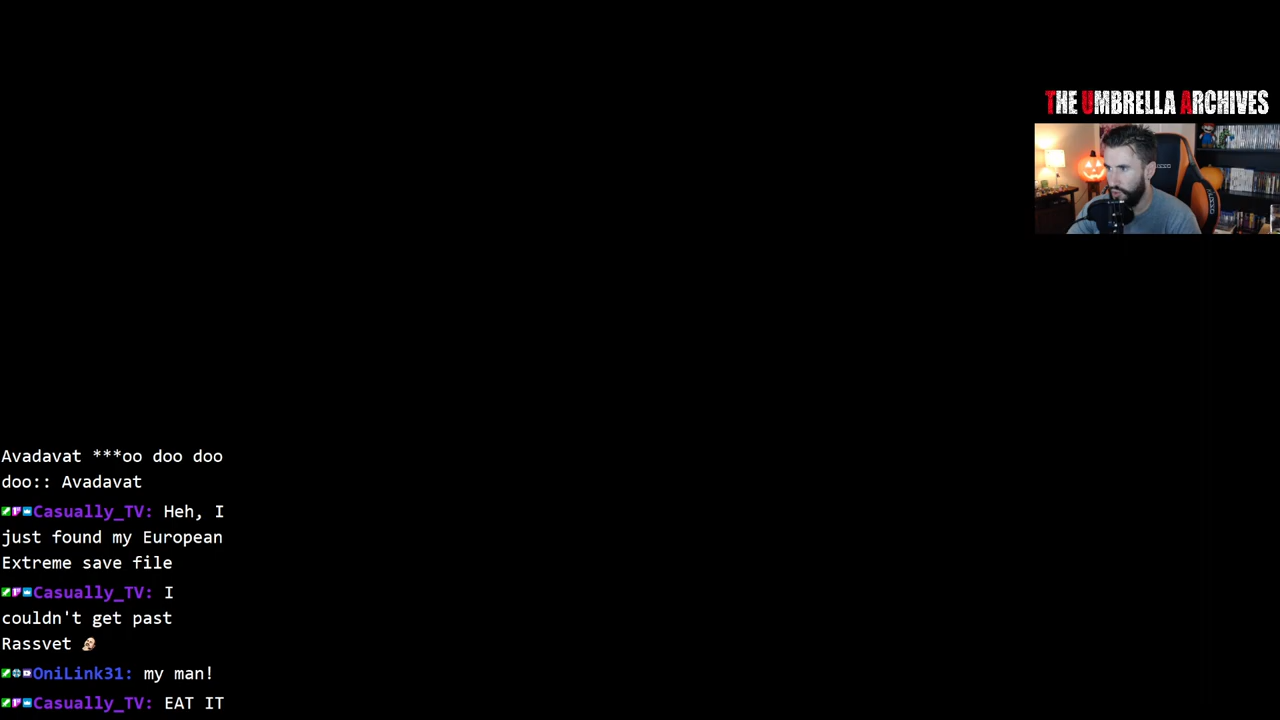 THE UMBRELLA ARCHIVES
Avadavat ***oo doo doo
doo:: Avadavat
Casually_TV: Heh, I
just found my European
Extreme save file
Casually_TV: I
couldn't get past
Rassvet
OniLink31: my man!
Casually_TV: EAT IT